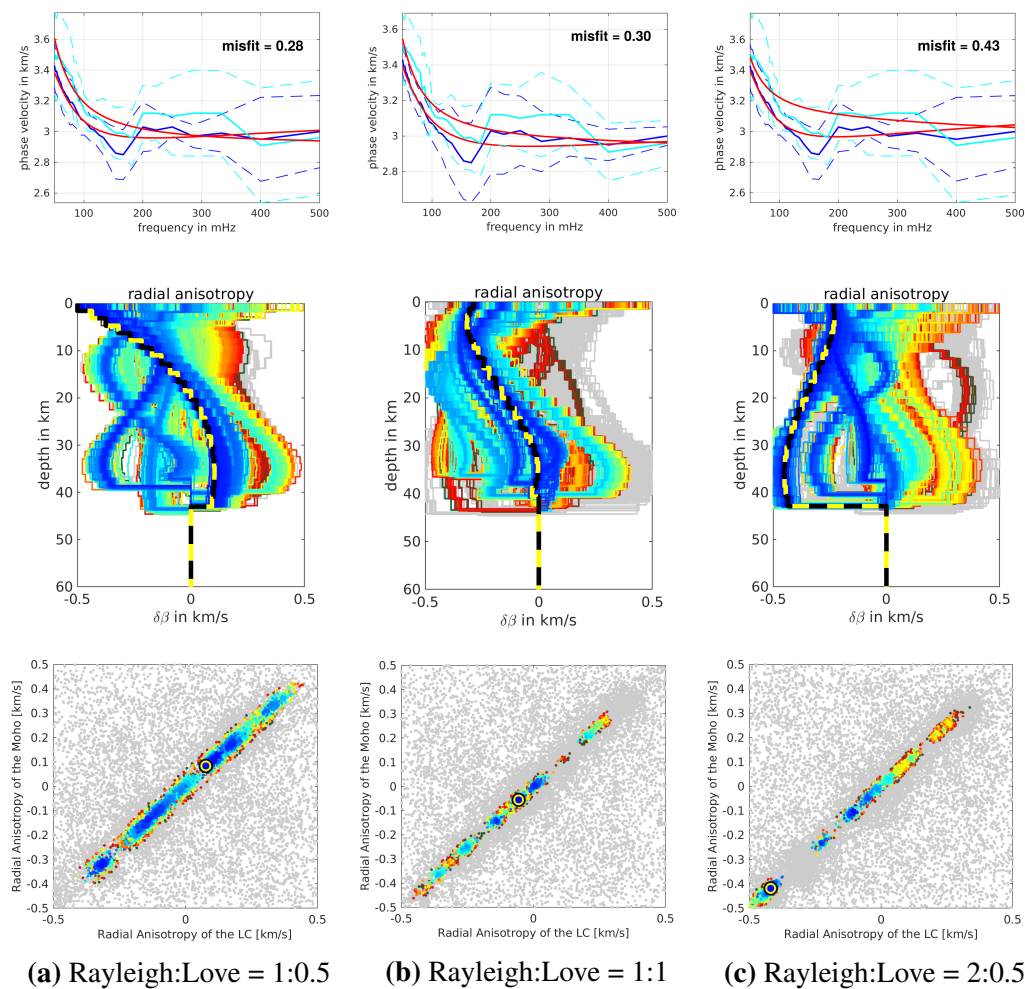 3.6
3.4
3.2
3
2.8
2.6
phase velocity in km/s
misfit = 0.28
100 200 300 400 500
frequency in mHz
3.6
3.4
3.2
3
2.8
phase velocity in km/s
misfit = 0.30
100 200 300 400 500
frequency in mHz
3.6
3.4
3.2
3
2.8
2.6
phase velocity in km/s
misfit = 0.43
100 200 300 400 500
frequency in mHz
radial anisotropy
0
10
20
30
40
50
60
depth in km
-0.5 0 0.5
δβ in km/s
radial anisotropy
0
10
20
30
40
50
60
depth in km
-0.5 0 0.5
δβ in km/s
radial anisotropy
0
10
20
30
40
50
60
depth in km
-0.5 0 0.5
δβ in km/s
0.5
0.4
0.3
0.2
0.1
0
-0.1
-0.2
-0.3
-0.4
-0.5
Radial Anisotropy of the Moho [km/s]
-0.5 0 0.5
Radial Anisotropy of the LC [km/s]
0.5
0.4
0.3
0.2
0.1
0
-0.1
-0.2
-0.3
-0.4
-0.5
Radial Anisotropy of the Moho [km/s]
-0.5 0 0.5
Radial Anisotropy of the LC [km/s]
0.5
0.4
0.3
0.2
0.1
0
-0.1
-0.2
-0.3
-0.4
-0.5
Radial Anisotropy of the Moho [km/s]
-0.5 0 0.5
Radial Anisotropy of the LC [km/s]
(a) Rayleigh:Love = 1:0.5
(b) Rayleigh:Love = 1:1
(c) Rayleigh:Love = 2:0.5